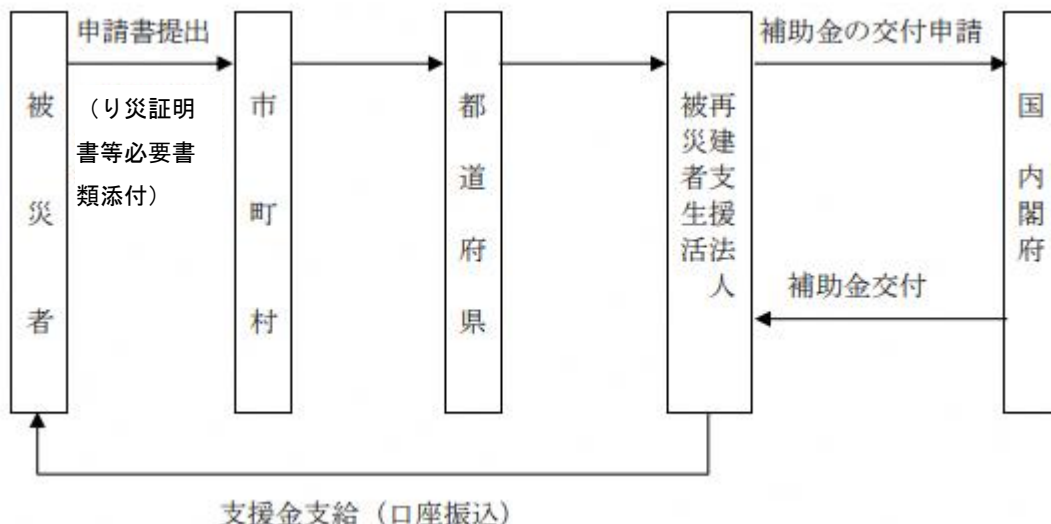 申請書提出
補助金の交付申請
被災者
(り災証明
書等必要書
類添付)
市町村
都道府県
被災者生活
再建支援法人
国 内閣府
補助金交付
支援金支給(口座振込)